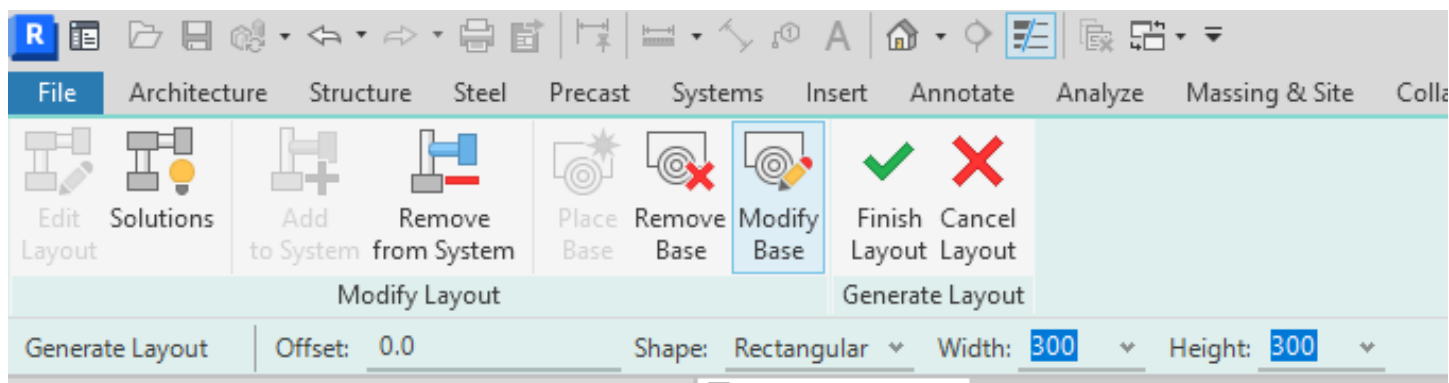 R A
File Architecture Structure Steel Precast Systems Insert Annotate Analyze Massing & Site Colla
Edit Layout Solutions Add to System Remove from System Place Base Remove Base Modify Base Finish Layout Cancel Layout
Modify Layout Generate Layout
Generate Layout Offset: 0.0 Shape: Rectangular Width: 300 Height: 300